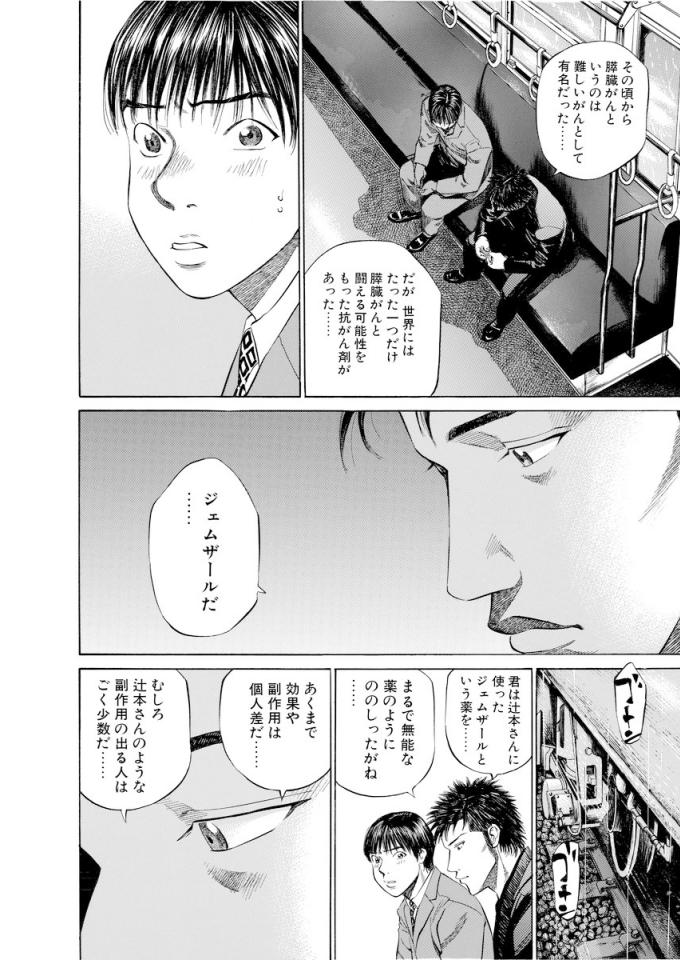 その頃から
膵臓がんと
いうのは
難しいがんとして
有名だった……
だが 世界には
たった一つだけ
膵臓がんと
闘える可能性を
もった抗がん剤が
あった……
ジェムザールだ
……
ゴトン
ゴトン
君は辻本さんに
使った
ジェムザールと
いう薬を……
まるで無能な
薬のように
ののしったがね
……
あくまで
効果や
副作用は
個人差だ……
むしろ
辻本さんのような
副作用の出る人は
ごく少数だ……